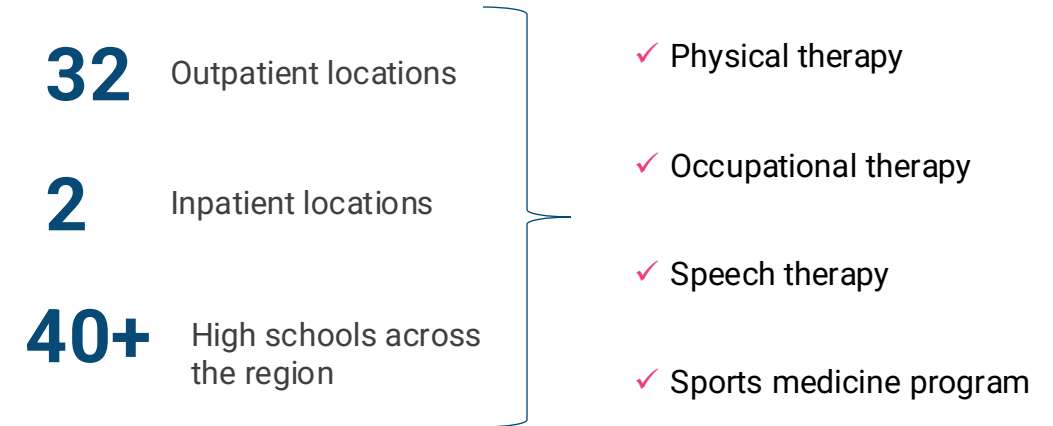 32 Outpatient locations
2 Inpatient locations
40+ High schools across
the region
✓ Physical therapy
✓ Occupational therapy
✓ Speech therapy
✓ Sports medicine program